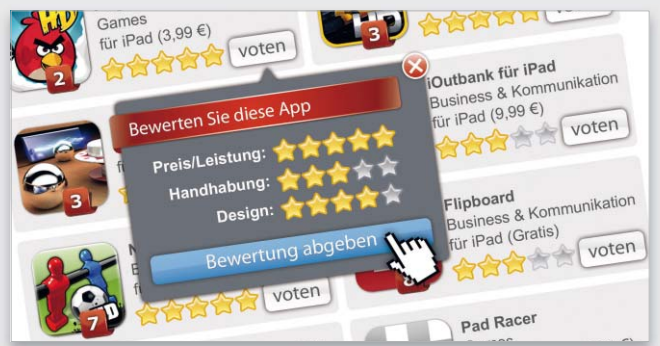 HD
Games
für iPad (3,99 €)
voten
2
HD
3
Bewerten Sie diese App
Preis/Leistung:
Handhabung:
Design:
Bewertung abgeben
iOutbank für iPad
Business & Kommunikation
für iPad (9,99 €)
voten
3
Flipboard
Business & Kommunikation
für iPad (Gratis)
voten
7
voten
Pad Racer